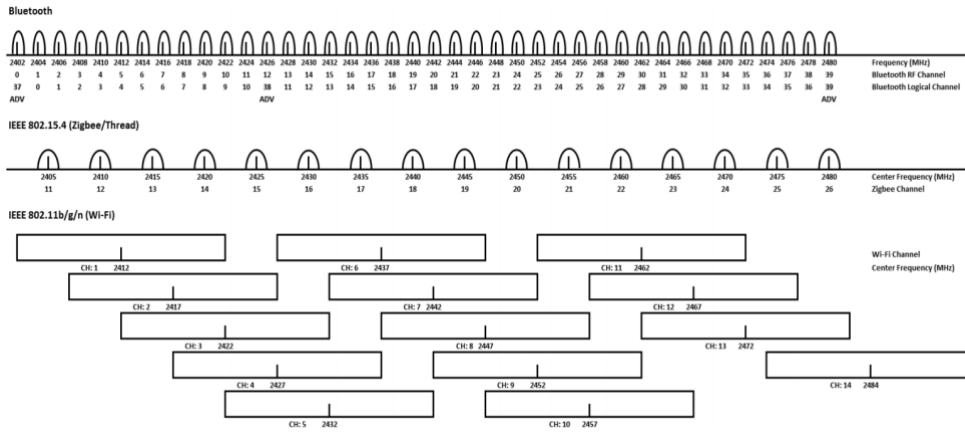 Bluetooth
2402 2404 2406 2408 2410 2412 2414 2416 2418 2420 2422 2424 2426 2428 2430 2432 2434 2436 2438 2440 2442 2444 2446 2448 2450 2452 2454 2456 2458 2460 2462 2464 2466 2468 2470 2472 2474 2476 2478 2480 Frequency (MHz)
0 1 2 3 4 5 6 7 8 9 10 11 12 13 14 15 16 17 18 19 20 21 22 23 24 25 26 27 28 29 30 31 32 33 34 35 36 37 38 39 Bluetooth RF Channel
37 0 1 2 3 4 5 6 7 8 9 10 38 11 12 13 14 15 16 17 18 19 20 21 22 23 24 25 26 27 28 29 30 31 32 33 34 35 36 39 Bluetooth Logical Channel
ADV ADV ADV
IEEE 802.15.4 (Zigbee/Thread)
2405 2410 2415 2420 2425 2430 2435 2440 2445 2450 2455 2460 2465 2470 2475 2480 Center Frequency (MHz)
11 12 13 14 15 16 17 18 19 20 21 22 23 24 25 26 Zigbee Channel
IEEE 802.11b/g/n (Wi-Fi)
Wi-Fi Channel
CH: 1 2412 CH: 6 2437 CH: 11 2462 Center Frequency (MHz)
CH: 2 2417 CH: 7 2442 CH: 12 2467
CH: 3 2422 CH: 8 2447 CH: 13 2472
CH: 4 2427 CH: 9 2452 CH: 14 2484
CH: 5 2432 CH: 10 2457